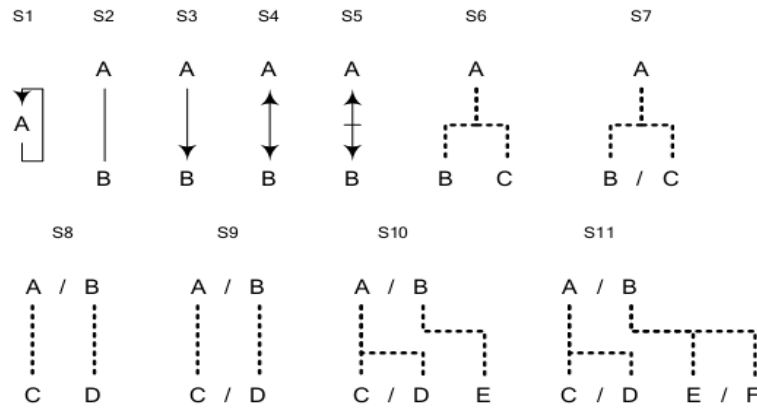 S1 S2 S3 S4 S5 S6 S7
A A A A A A
A
B B B B B C B / C
S8 S9 S10 S11
A / B A / B A / B A / B
C D C / D C / D E C / D E / F